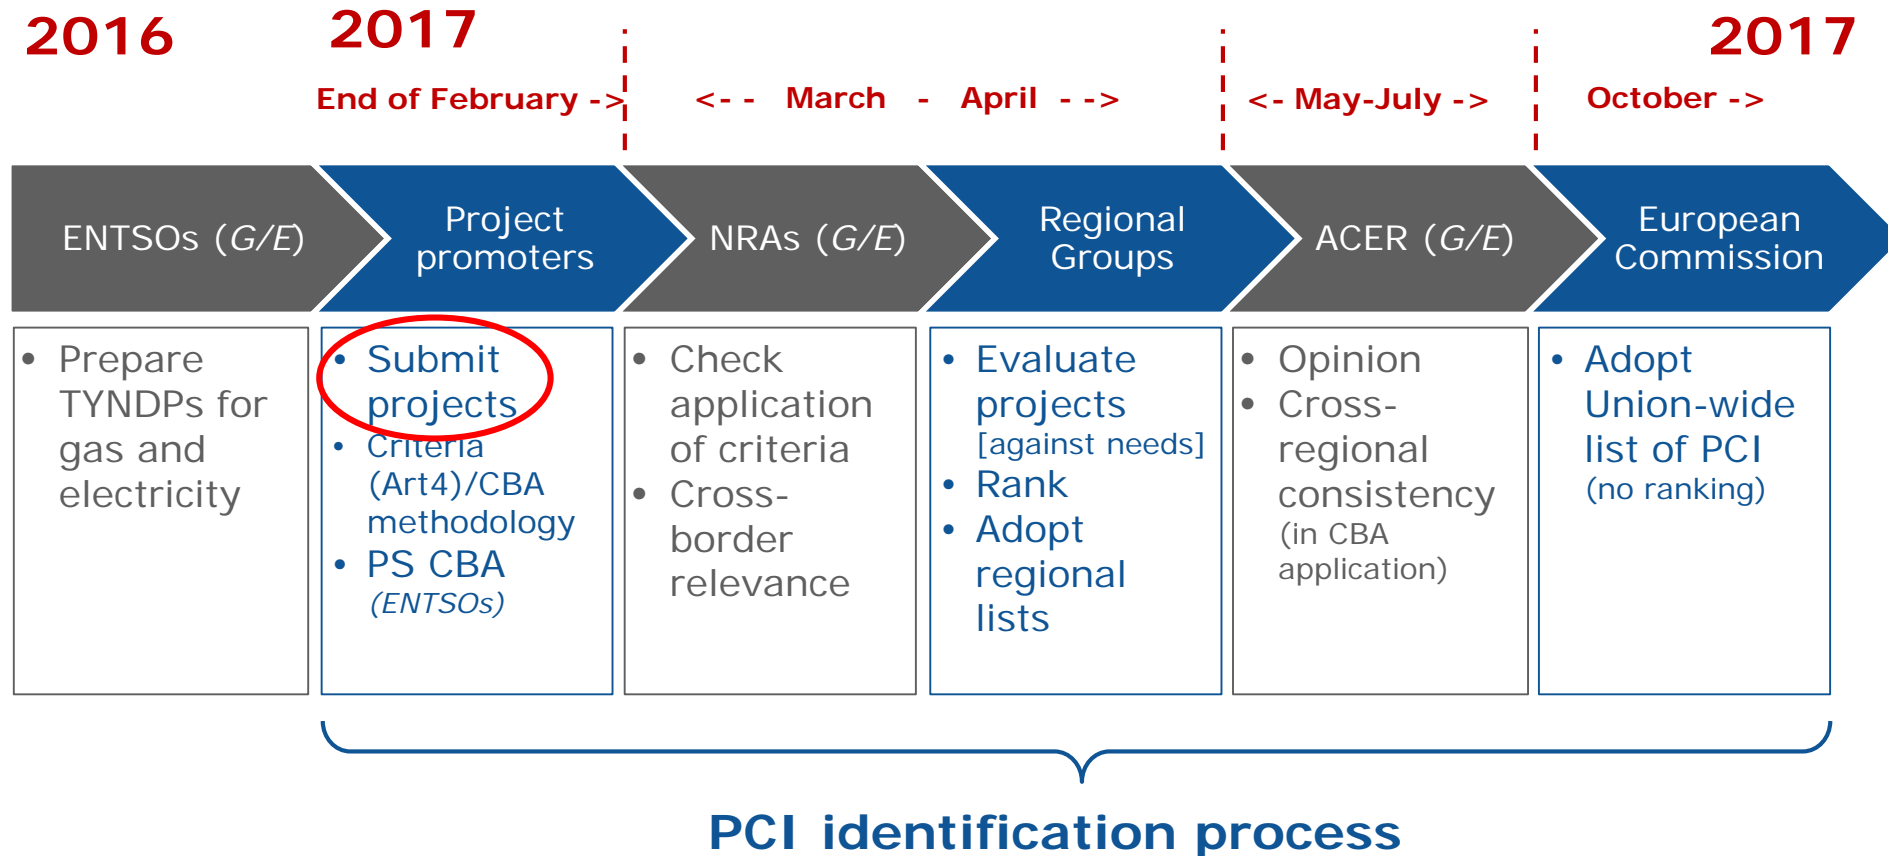 2016
2017
2017
End of February ->
<- - March - April - ->
<- May-July ->
October ->
ENTSOs (G/E)
Project
promoters
NRAs (G/E)
Regional
Groups
ACER (G/E)
European
Commission
• Prepare
TYNDPs for
gas and
electricity
• Submit
projects
• Criteria
(Art4)/CBA
methodology
• PS CBA
(ENTSOs)
• Check
application
of criteria
• Cross-
border
relevance
• Evaluate
projects
[against needs]
• Rank
• Adopt
regional
lists
• Opinion
• Cross-
regional
consistency
(in CBA
application)
• Adopt
Union-wide
list of PCI
(no ranking)
PCI identification process